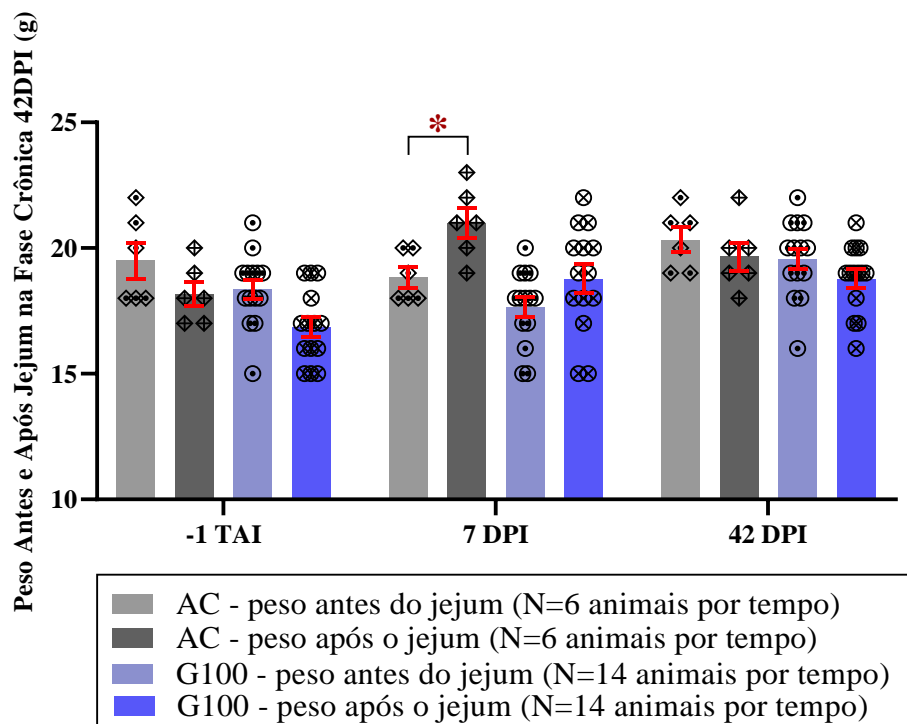 Peso Antes e Após Jejum na Fase Crônica 42DPI (g)
25
*
20
15
10
-1 TAI 7 DPI 42 DPI
AC - peso antes do jejum (N=6 animais por tempo)
AC - peso após o jejum (N=6 animais por tempo)
G100 - peso antes do jejum (N=14 animais por tempo)
G100 - peso após o jejum (N=14 animais por tempo)